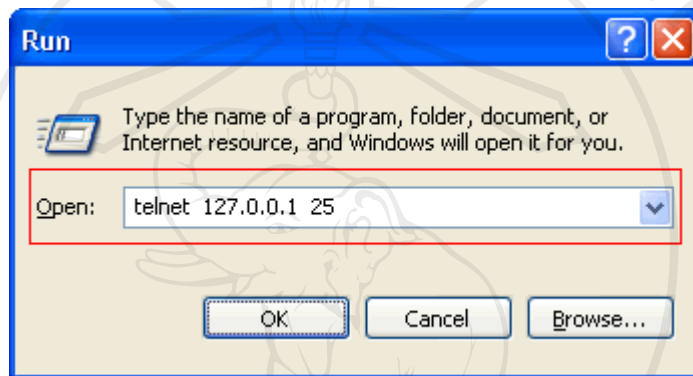 Run
Type the name of a program, folder, document, or
Internet resource, and Windows will open it for you.
Open: telnet 127.0.0.1 25
OK Cancel Browse...